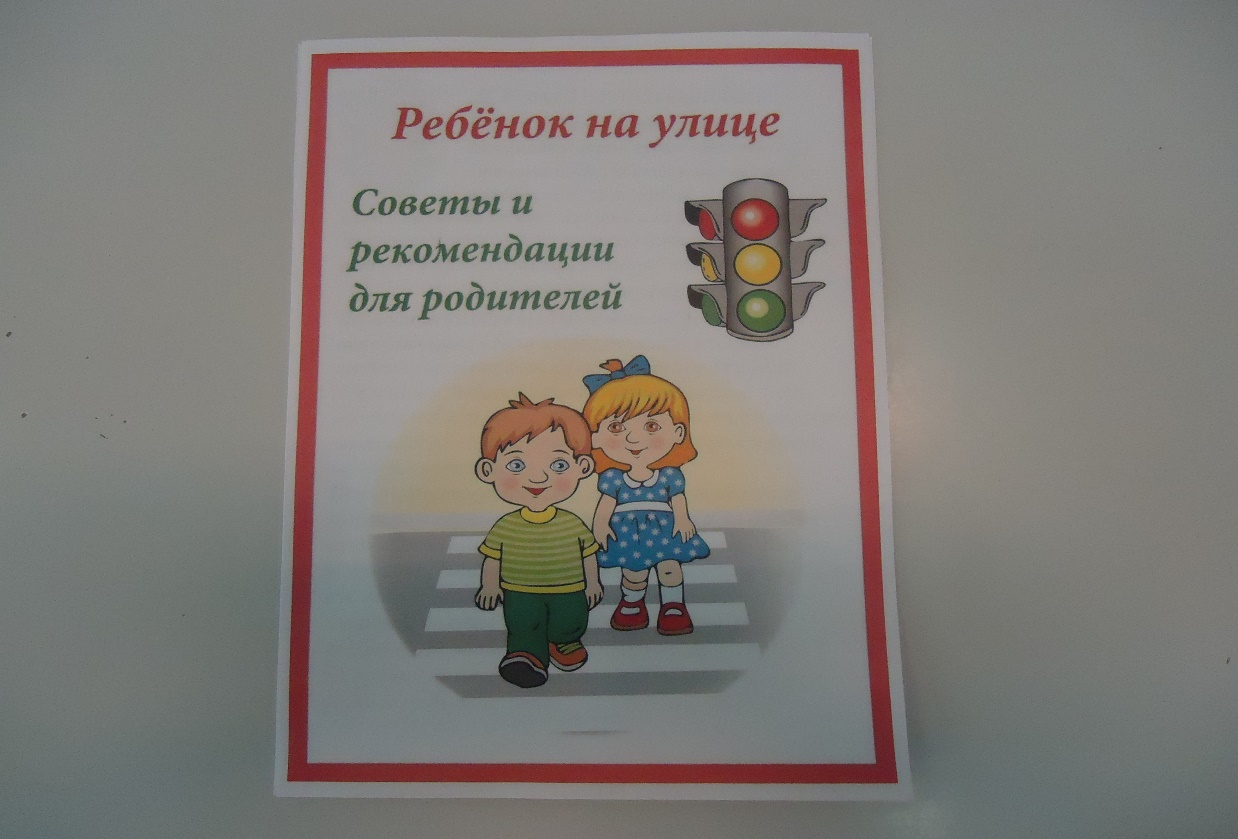 Ребёнок на улице
Советы и
рекомендации
для родителей